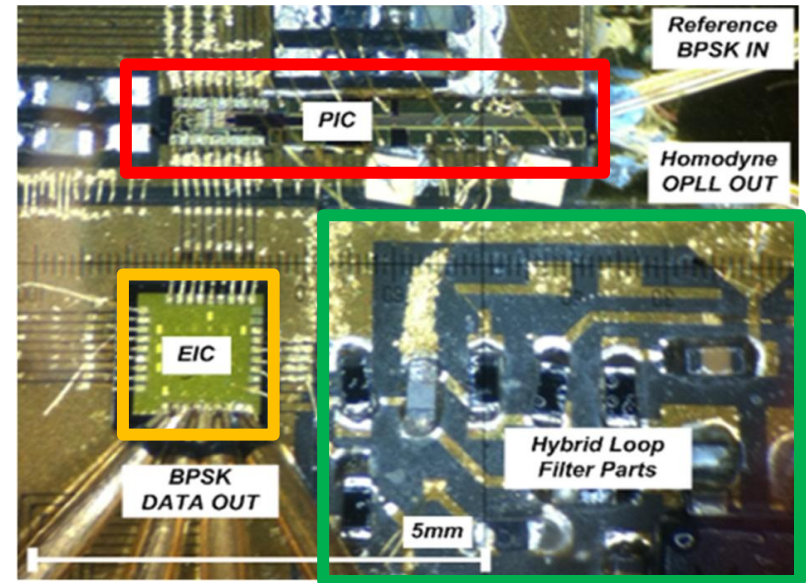 Reference
BPSK IN
PIC
Homodyne
OPLL OUT
EIC
Hybrid Loop
Filter Parts
BPSK
DATA OUT
5mm